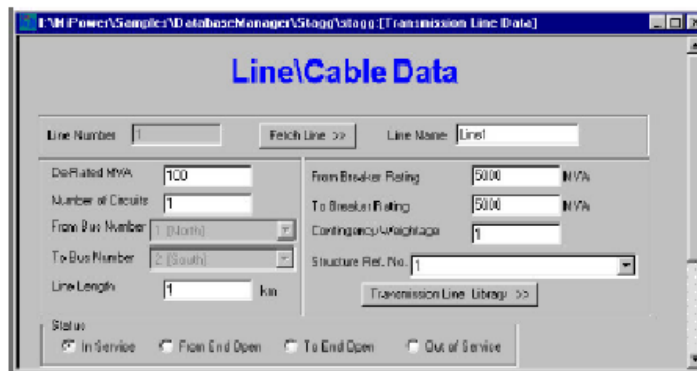 I:\MiPower\Samples\DatabaseManager\Stagg\stagg:[Transmission Line Data]
Line\Cable Data
Line Number 1 Fetch Line >> Line Name Line1
De-Rated MVA 100
Number of Circuits 1
From Bus Number 1 [North]
To Bus Number 2 [South]
Line Length 1 km
From Breaker Rating 5000 MVA
To Breaker Rating 5000 MVA
Contingency Weightage 1
Structure Ref. No. 1
Transmission Line Library >>
Status
In Service From End Open To End Open Out of Service